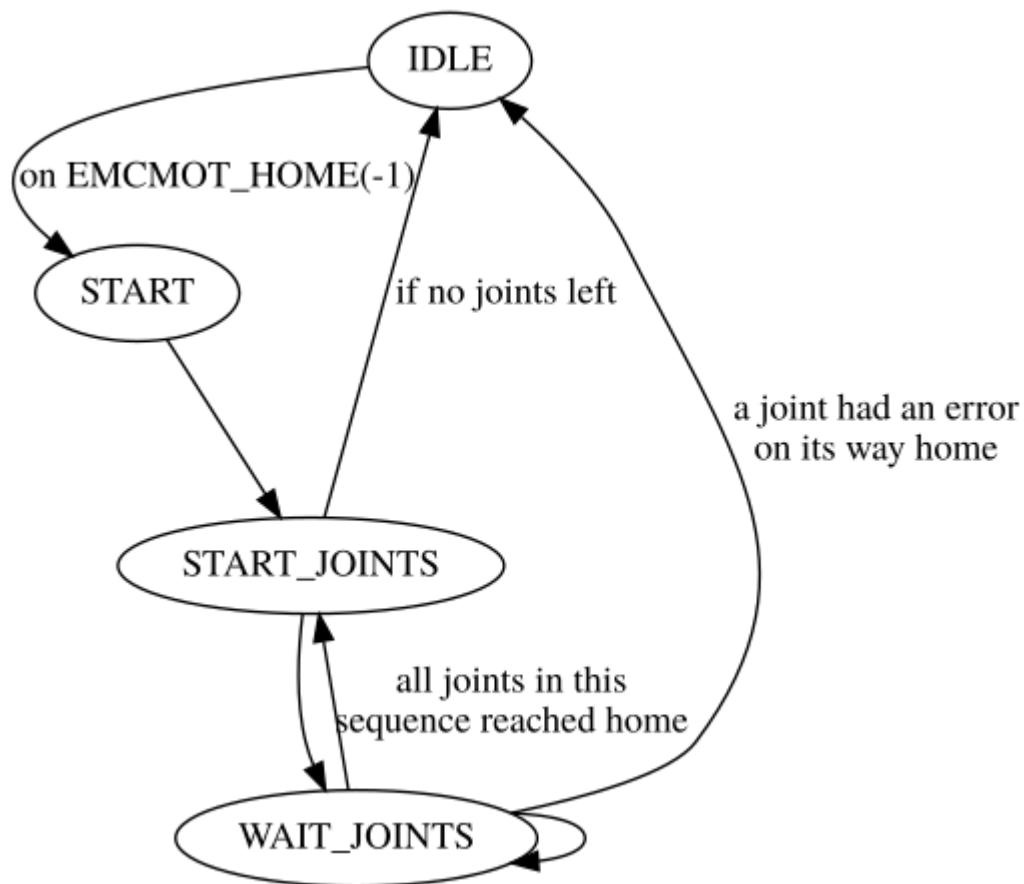 IDLE
on EMCMOT_HOME(-1)
START
if no joints left
a joint had an error
on its way home
START_JOINTS
all joints in this
sequence reached home
WAIT_JOINTS